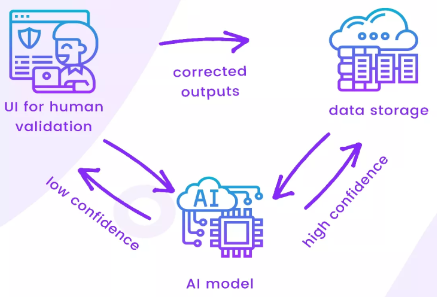 corrected
outputs
UI for human
validation
data storage
low confidence
high confidence
AI
AI model